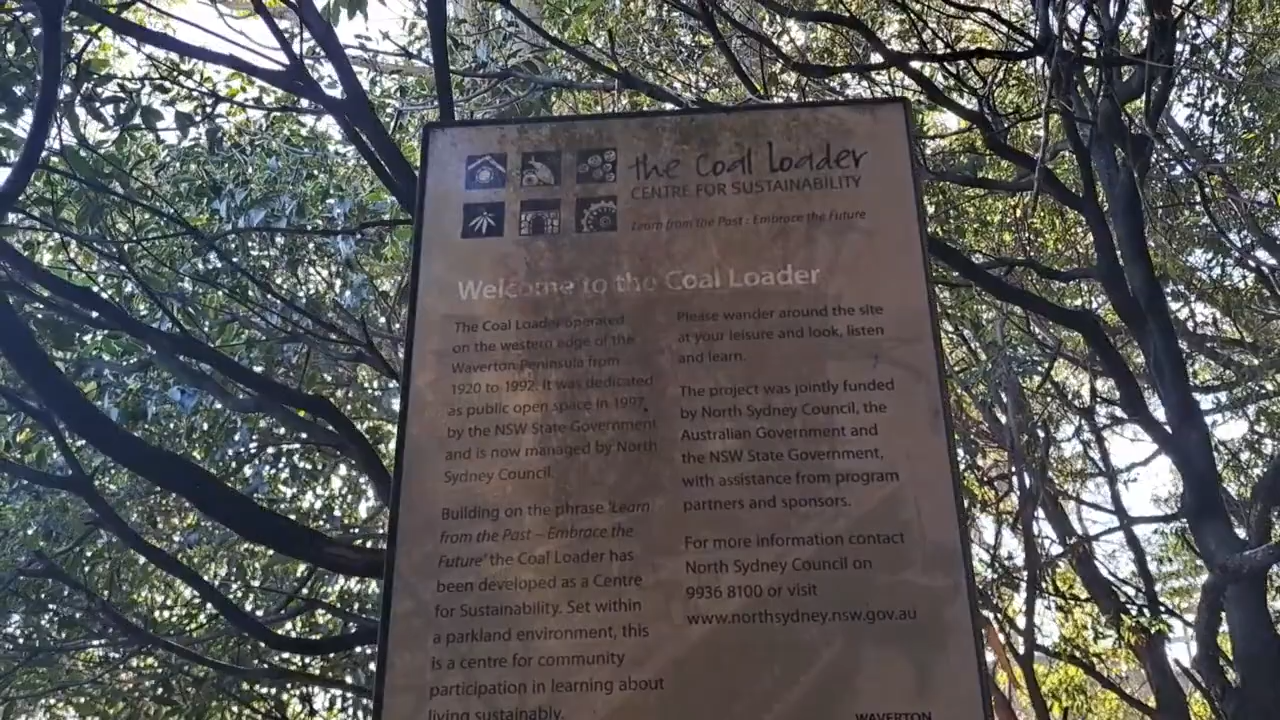 the Coal Loader
CENTRE FOR SUSTAINABILITY
Learn from the Past : Embrace the Future
Welcome to the Coal Loader
The Coal Loader operated
on the western edge of the
Waverton Peninsula from
1920 to 1992. It was dedicated
as public open space in 1997,
by the NSW State Government
and is now managed by North
Sydney Council.
Building on the phrase 'Learn
from the Past – Embrace the
Future' the Coal Loader has
been developed as a Centre
for Sustainability. Set within
a parkland environment, this
is a centre for community
participation in learning about
living sustainably.
Please wander around the site
at your leisure and look, listen
and learn.
The project was jointly funded
by North Sydney Council, the
Australian Government and
the NSW State Government,
with assistance from program
partners and sponsors.
For more information contact
North Sydney Council on
9936 8100 or visit
www.northsydney.nsw.gov.au
WAVERTON